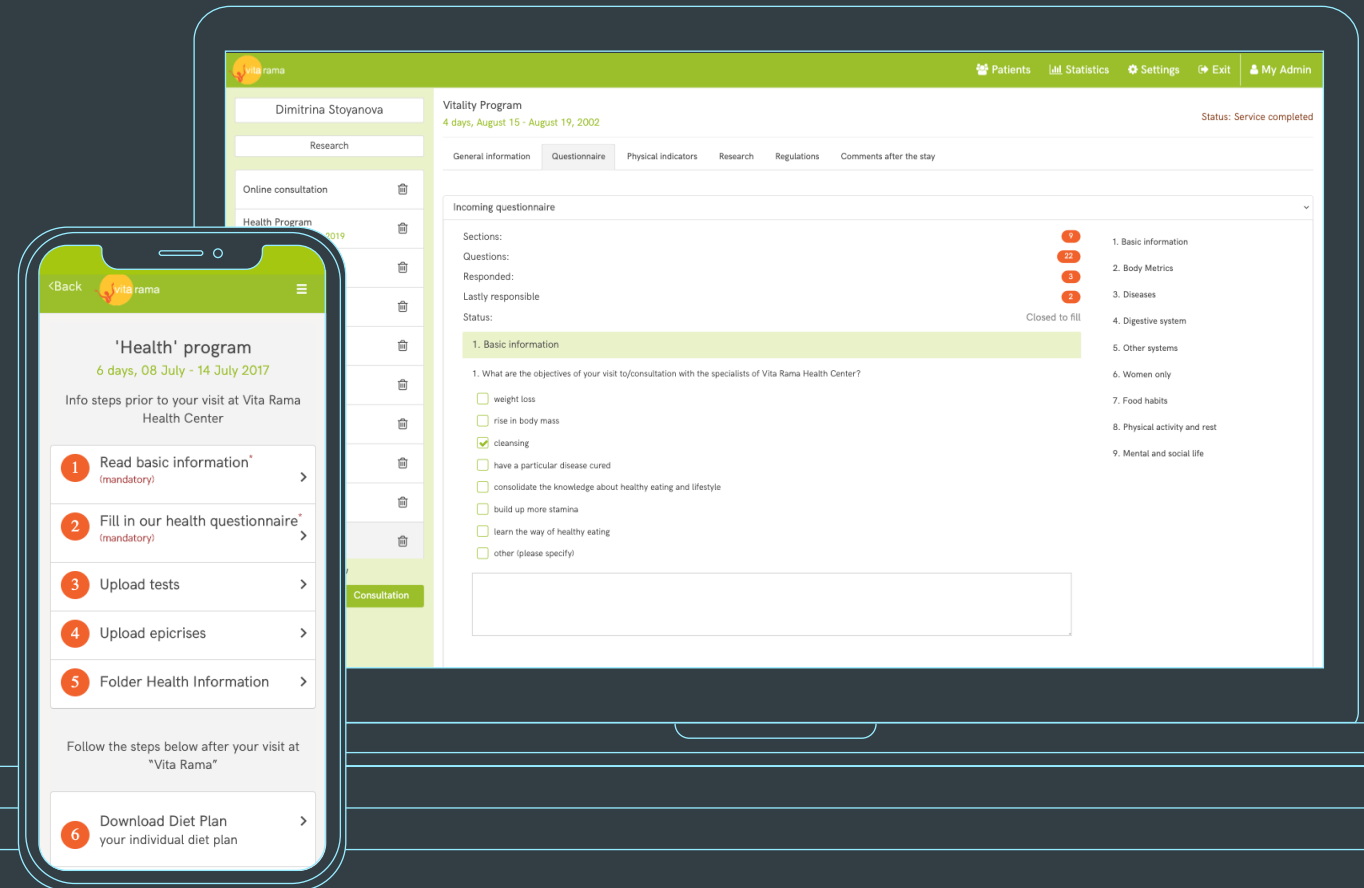 vita rama
Patients
Statistics
Settings
Exit
My Admin
Dimitrina Stoyanova
Research
Online consultation
Health Program
2019
Consultation
Vitality Program
4 days, August 15 - August 19, 2002
Status: Service completed
General information
Questionnaire
Physical indicators
Research
Regulations
Comments after the stay
Incoming questionnaire
Sections: 9
Questions: 22
Responded: 3
Lastly responsible 2
Status: Closed to fill
1. Basic information
1. What are the objectives of your visit to/consultation with the specialists of Vita Rama Health Center?
weight loss
rise in body mass
cleansing
have a particular disease cured
consolidate the knowledge about healthy eating and lifestyle
build up more stamina
learn the way of healthy eating
other (please specify)
1. Basic information
2. Body Metrics
3. Diseases
4. Digestive system
5. Other systems
6. Women only
7. Food habits
8. Physical activity and rest
9. Mental and social life
<Back
vita rama
'Health' program
6 days, 08 July - 14 July 2017
Info steps prior to your visit at Vita Rama
Health Center
1 Read basic information*
(mandatory)
2 Fill in our health questionnaire*
(mandatory)
3 Upload tests
4 Upload epicrises
5 Folder Health Information
Follow the steps below after your visit at
“Vita Rama”
6 Download Diet Plan
your individual diet plan